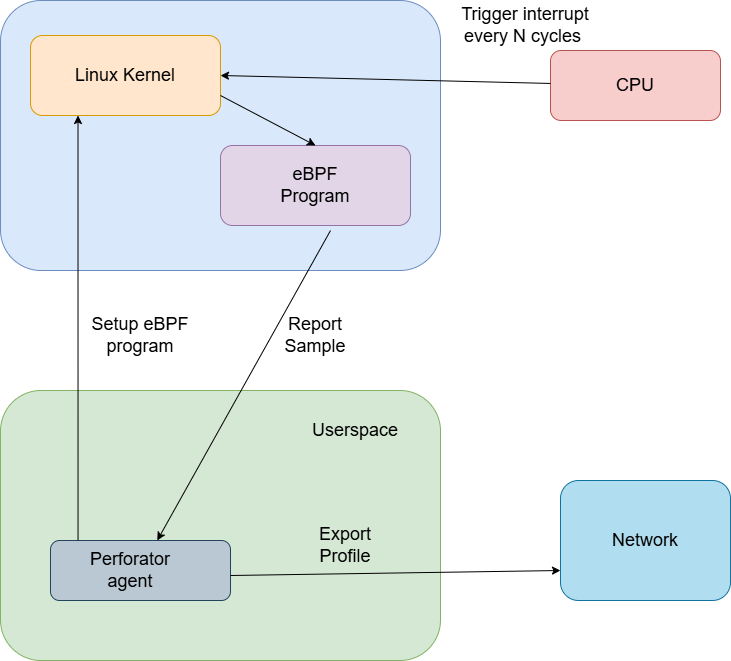 Trigger interrupt
every N cycles
Linux Kernel
CPU
eBPF
Program
Setup eBPF
program
Report
Sample
Userspace
Perforator
agent
Export
Profile
Network